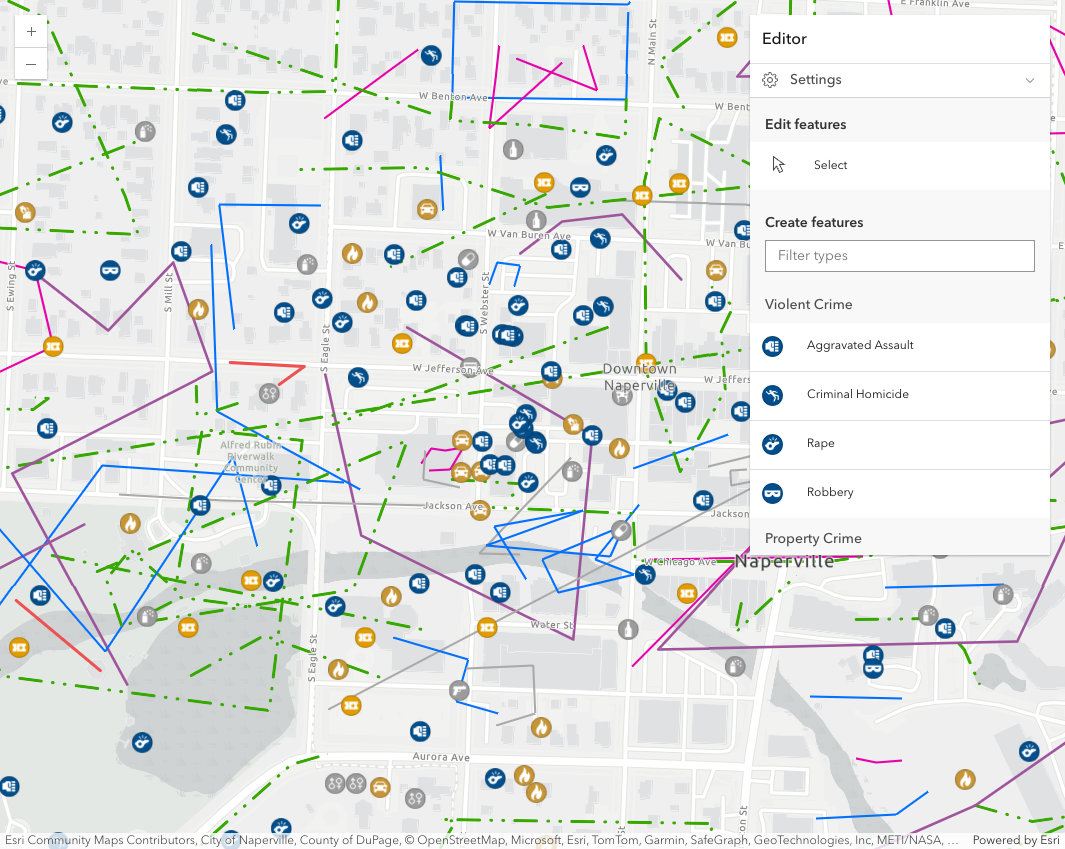 E Franklin Ave
N Main St
W Benton Ave
W Bent
Editor
Settings
Edit features
Select
Create features
Filter types
Violent Crime
Aggravated Assault
Criminal Homicide
Rape
Robbery
Property Crime
W Van Buren Ave
W Van Bu
S Ewing St
S Mill St
S Webster St
S Eagle St
W Jefferson Ave
W Jeffers
Downtown
Naperville
Alfred Rubin
Riverwalk
Community
Center
Jackson Ave
Jackson
W Chicago Ave
Naperville
Water St
S Eagle St
Aurora Ave
on St
Esri Community Maps Contributors, City of Naperville, County of DuPage, © OpenStreetMap, Microsoft, Esri, TomTom, Garmin, SafeGraph, GeoTechnologies, Inc, METI/NASA, …
Powered by Esri